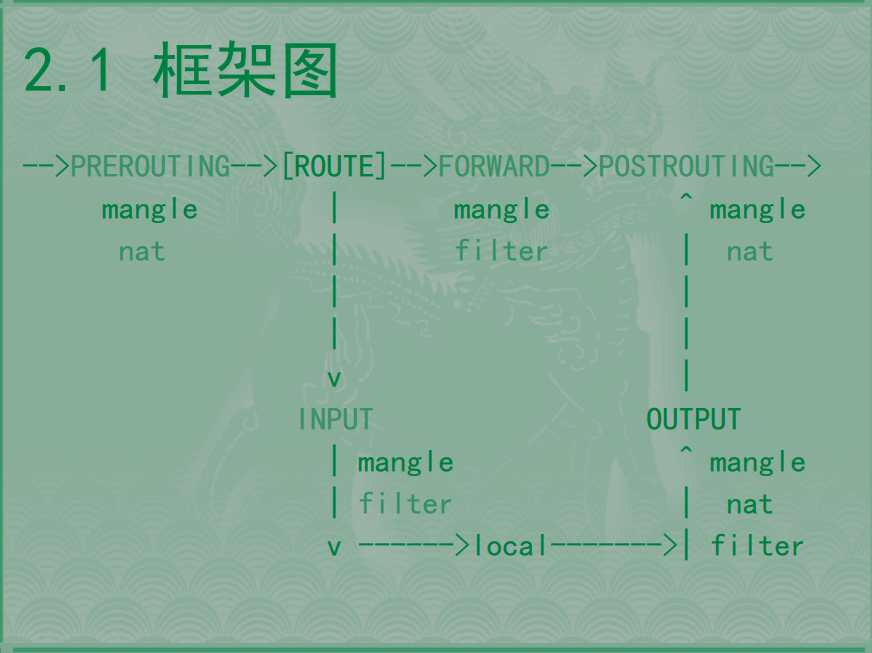 2.1 框架图
-->PREROUTING-->[ROUTE]-->FORWARD-->POSTROUTING-->
mangle | mangle ^ mangle
nat | filter | nat
| |
| |
v |
INPUT OUTPUT
| mangle ^ mangle
| filter | nat
v ------>local------->| filter